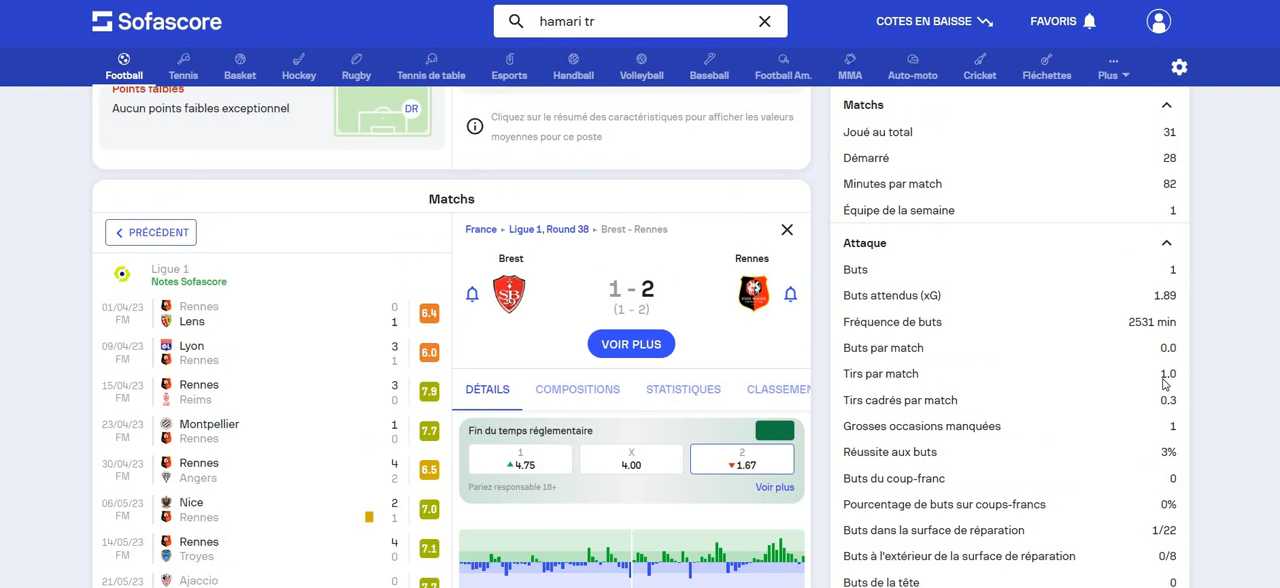 Sofascore
hamari tr
COTES EN BAISSE
FAVORIS
Football
Tennis
Basket
Hockey
Rugby
Tennis de table
Esports
Handball
Volleyball
Baseball
Football Am.
MMA
Auto-moto
Cricket
Fléchettes
Plus
Points faibles
Aucun points faibles exceptionnel
DR
Cliquez sur le résumé des caractéristiques pour afficher les valeurs
moyennes pour ce poste
Matchs
PRÉCÉDENT
Ligue 1
Notes Sofascore
01/04/23 Rennes 0
FM Lens 1
6.4
09/04/23 Lyon 3
FM Rennes 1
6.0
15/04/23 Rennes 3
FM Reims 0
7.9
23/04/23 Montpellier 1
FM Rennes 0
7.7
30/04/23 Rennes 4
FM Angers 2
6.5
06/05/23 Nice 2
FM Rennes 1
7.0
14/05/23 Rennes 4
FM Troyes 0
7.1
21/05/23 Ajaccio 0
7.7
France ▸ Ligue 1, Round 38 ▸ Brest - Rennes
Brest
Rennes
1 - 2
(1 - 2)
VOIR PLUS
DÉTAILS
COMPOSITIONS
STATISTIQUES
CLASSEMEN
Fin du temps réglementaire
1
4.75
X
4.00
2
1.67
Pariez responsable 18+
Voir plus
Matchs
Joué au total 31
Démarré 28
Minutes par match 82
Équipe de la semaine 1
Attaque
Buts 1
Buts attendus (xG) 1.89
Fréquence de buts 2531 min
Buts par match 0.0
Tirs par match 1.0
Tirs cadrés par match 0.3
Grosses occasions manquées 1
Réussite aux buts 3%
Buts du coup-franc 0
Pourcentage de buts sur coups-francs 0%
Buts dans la surface de réparation 1/22
Buts à l'extérieur de la surface de réparation 0/8
Buts de la tête 0